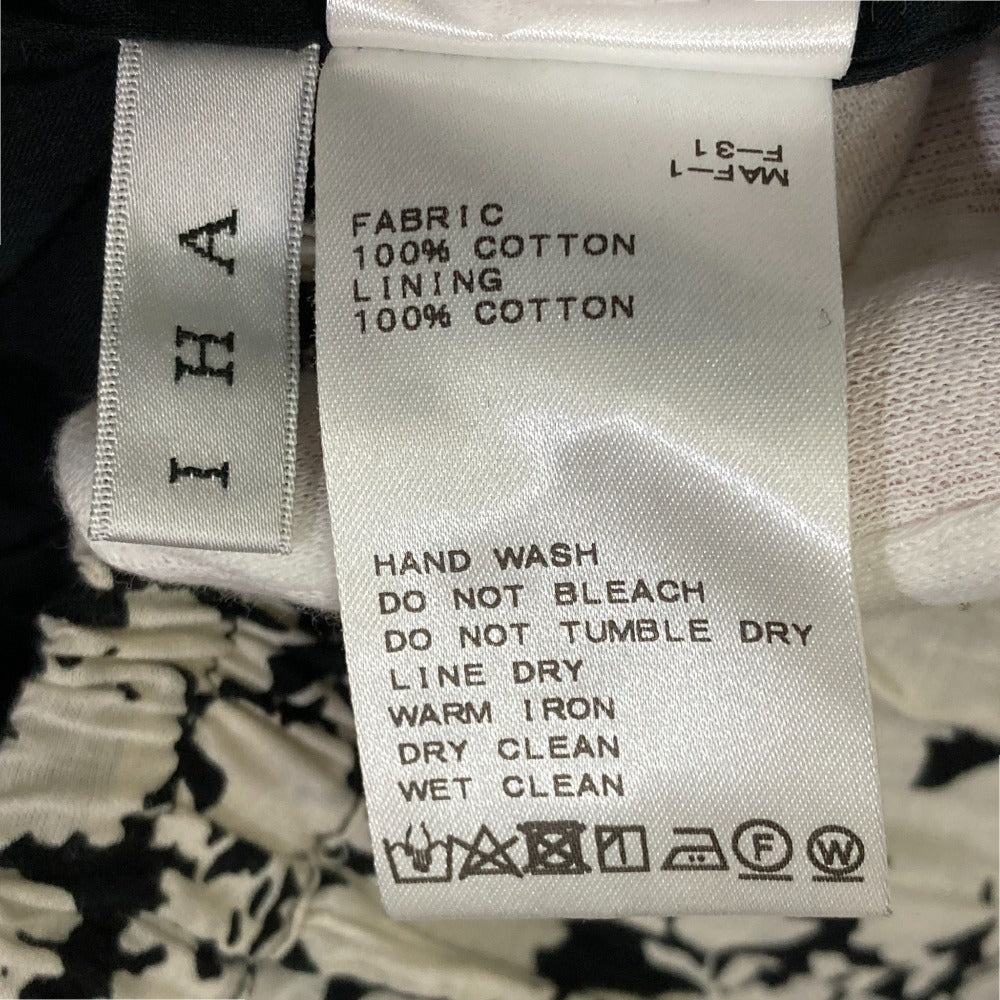 I H A
MAF-1
F-31
FABRIC
100% COTTON
LINING
100% COTTON
HAND WASH
DO NOT BLEACH
DO NOT TUMBLE DRY
LINE DRY
WARM IRON
DRY CLEAN
WET CLEAN
F W